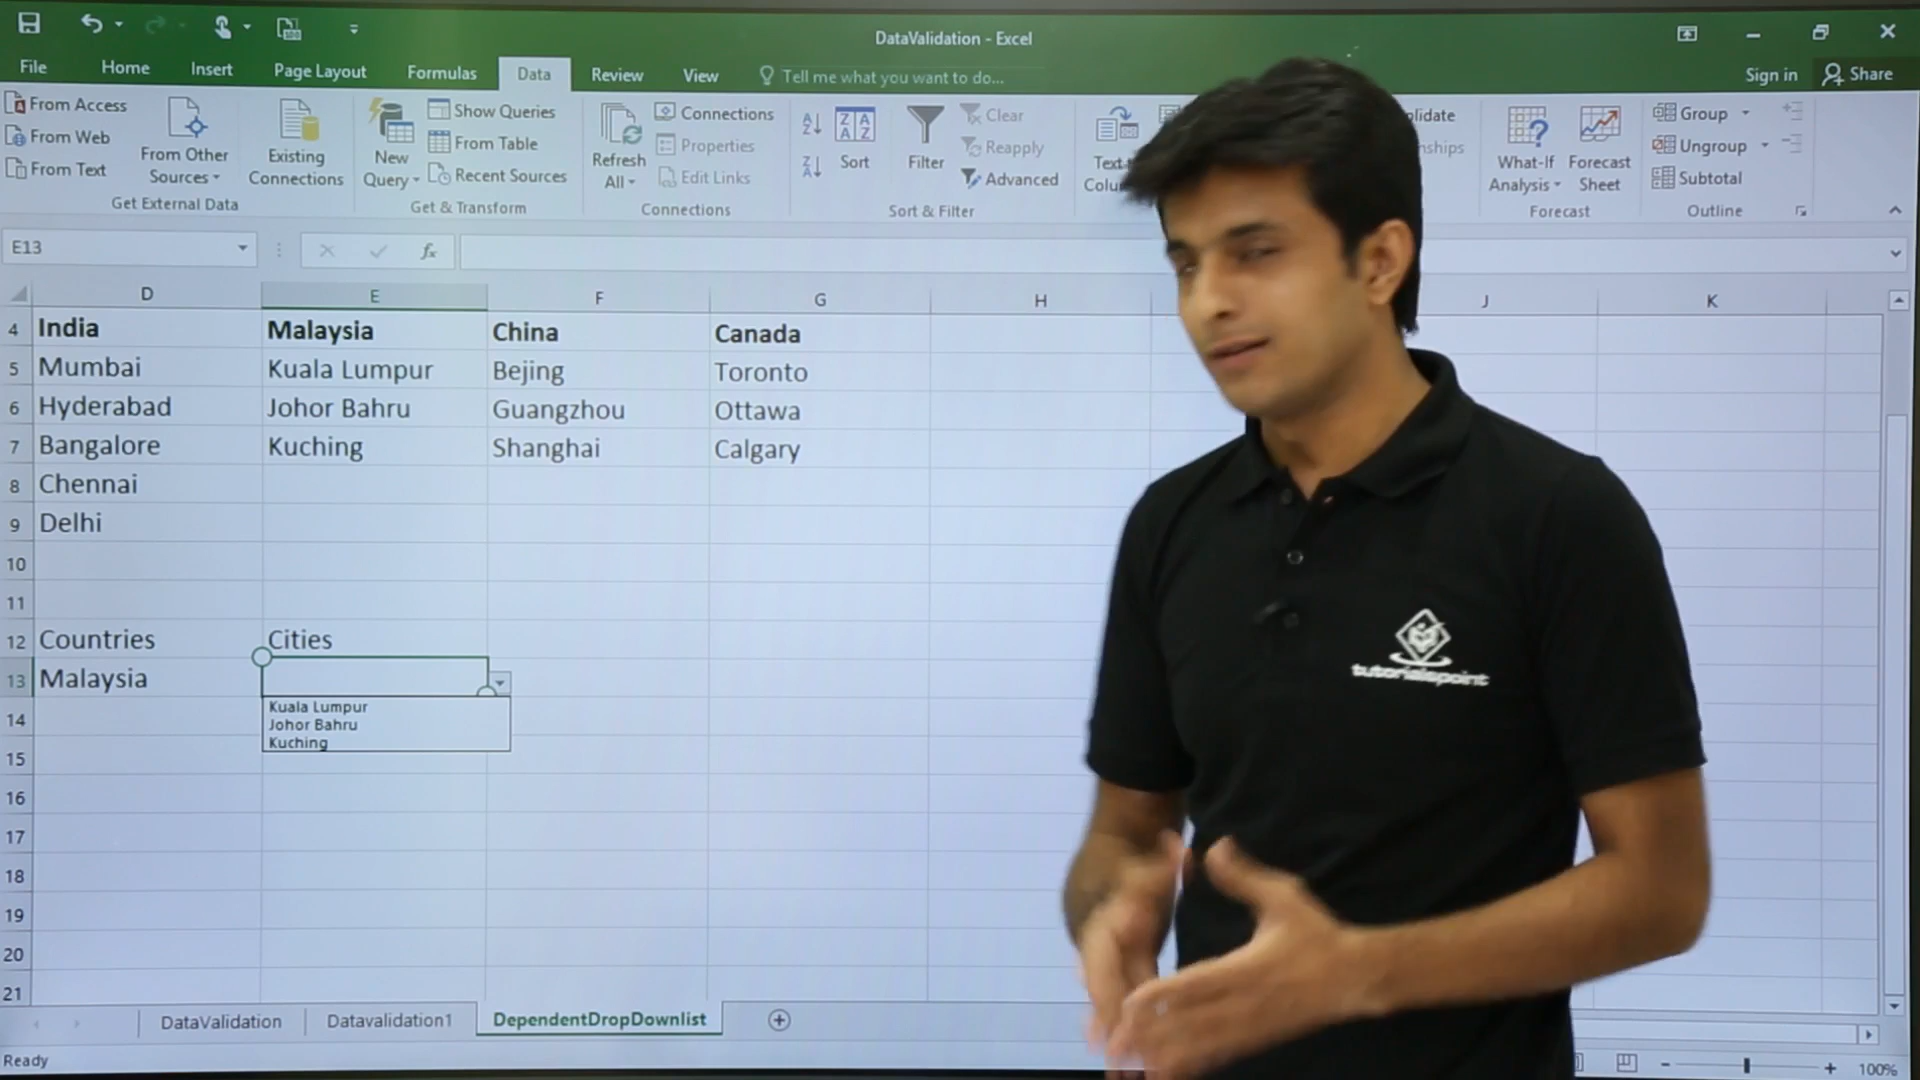 DataValidation - Excel
File Home Insert Page Layout Formulas Data Review View Tell me what you want to do... Sign in Share
From Access
From Web
From Text
From Other Sources
Existing Connections
Get External Data
New Query
Show Queries
From Table
Recent Sources
Get & Transform
Refresh All
Connections
Properties
Edit Links
Connections
Sort
Filter
Clear
Reapply
Advanced
Sort & Filter
What-If Analysis
Forecast Sheet
Forecast
Group
Ungroup
Subtotal
Outline
E13 fx
D E F G H J K
4 India Malaysia China Canada
5 Mumbai Kuala Lumpur Bejing Toronto
6 Hyderabad Johor Bahru Guangzhou Ottawa
7 Bangalore Kuching Shanghai Calgary
8 Chennai
9 Delhi
10
11
12 Countries Cities
13 Malaysia
Kuala Lumpur
Johor Bahru
Kuching
14
15
16
17
18
19
20
21
DataValidation Datavalidation1 DependentDropDownlist
Ready 100%
tutorialspoint